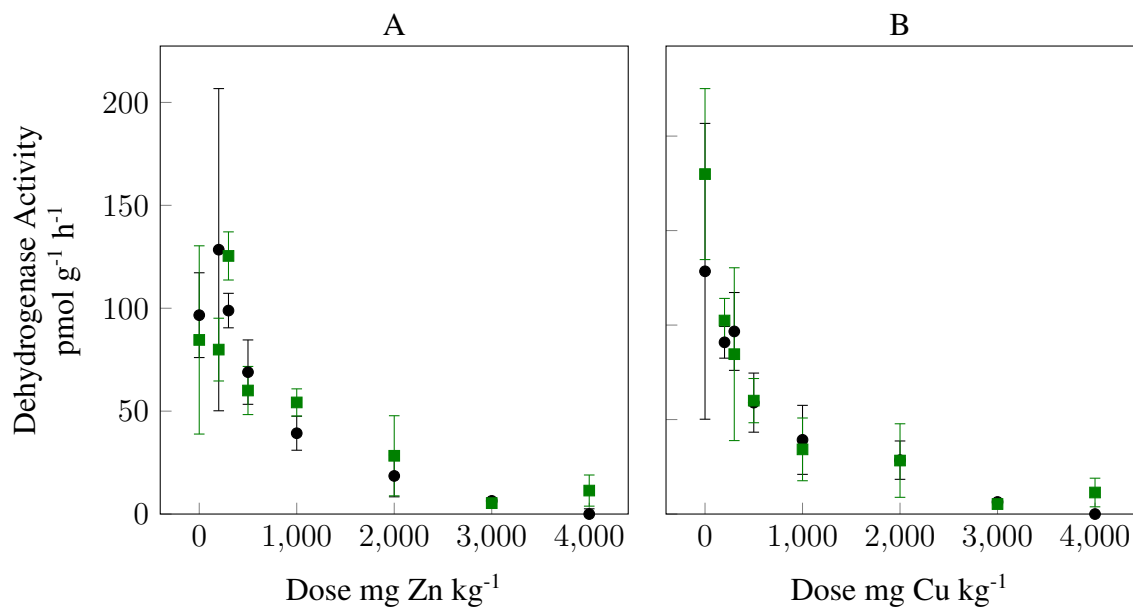 A
B
Dehydrogenase Activity
pmol g⁻¹ h⁻¹
200
150
100
50
0
0 1,000 2,000 3,000 4,000
0 1,000 2,000 3,000 4,000
Dose mg Zn kg⁻¹
Dose mg Cu kg⁻¹